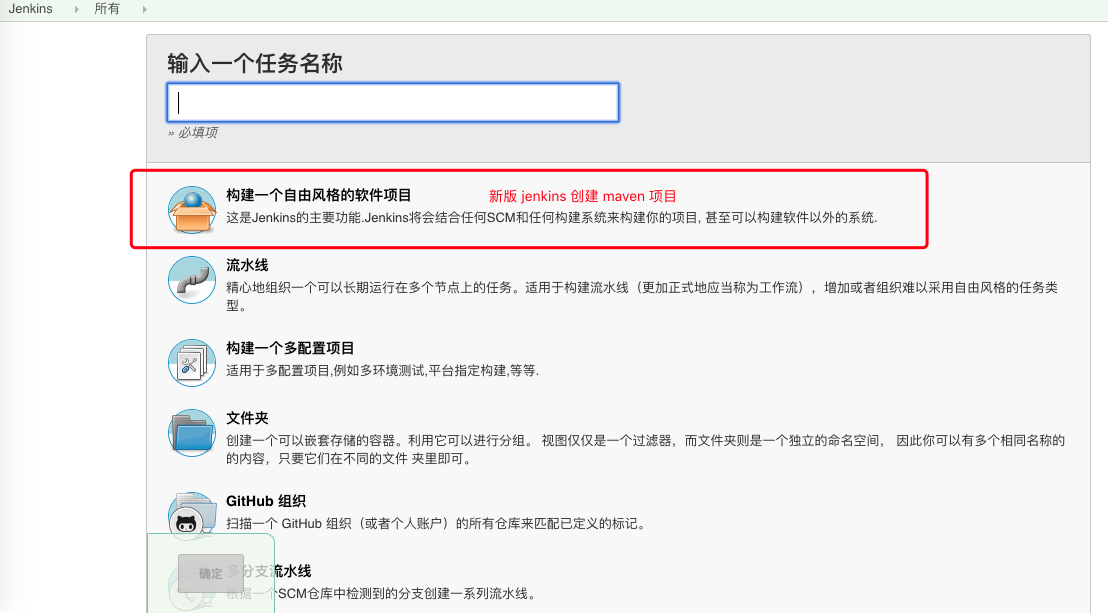 Jenkins 所有
输入一个任务名称
» 必填项
构建一个自由风格的软件项目 新版 jenkins 创建 maven 项目
这是Jenkins的主要功能.Jenkins将会结合任何SCM和任何构建系统来构建你的项目, 甚至可以构建软件以外的系统.
流水线
精心地组织一个可以长期运行在多个节点上的任务。适用于构建流水线（更加正式地应当称为工作流），增加或者组织难以采用自由风格的任务类
型。
构建一个多配置项目
适用于多配置项目,例如多环境测试,平台指定构建,等等.
文件夹
创建一个可以嵌套存储的容器。利用它可以进行分组。 视图仅仅是一个过滤器，而文件夹则是一个独立的命名空间， 因此你可以有多个相同名称的
的内容，只要它们在不同的文件 夹里即可。
GitHub 组织
扫描一个 GitHub 组织（或者个人账户）的所有仓库来匹配已定义的标记。
确定
多分支流水线
根据一个SCM仓库中检测到的分支创建一系列流水线。